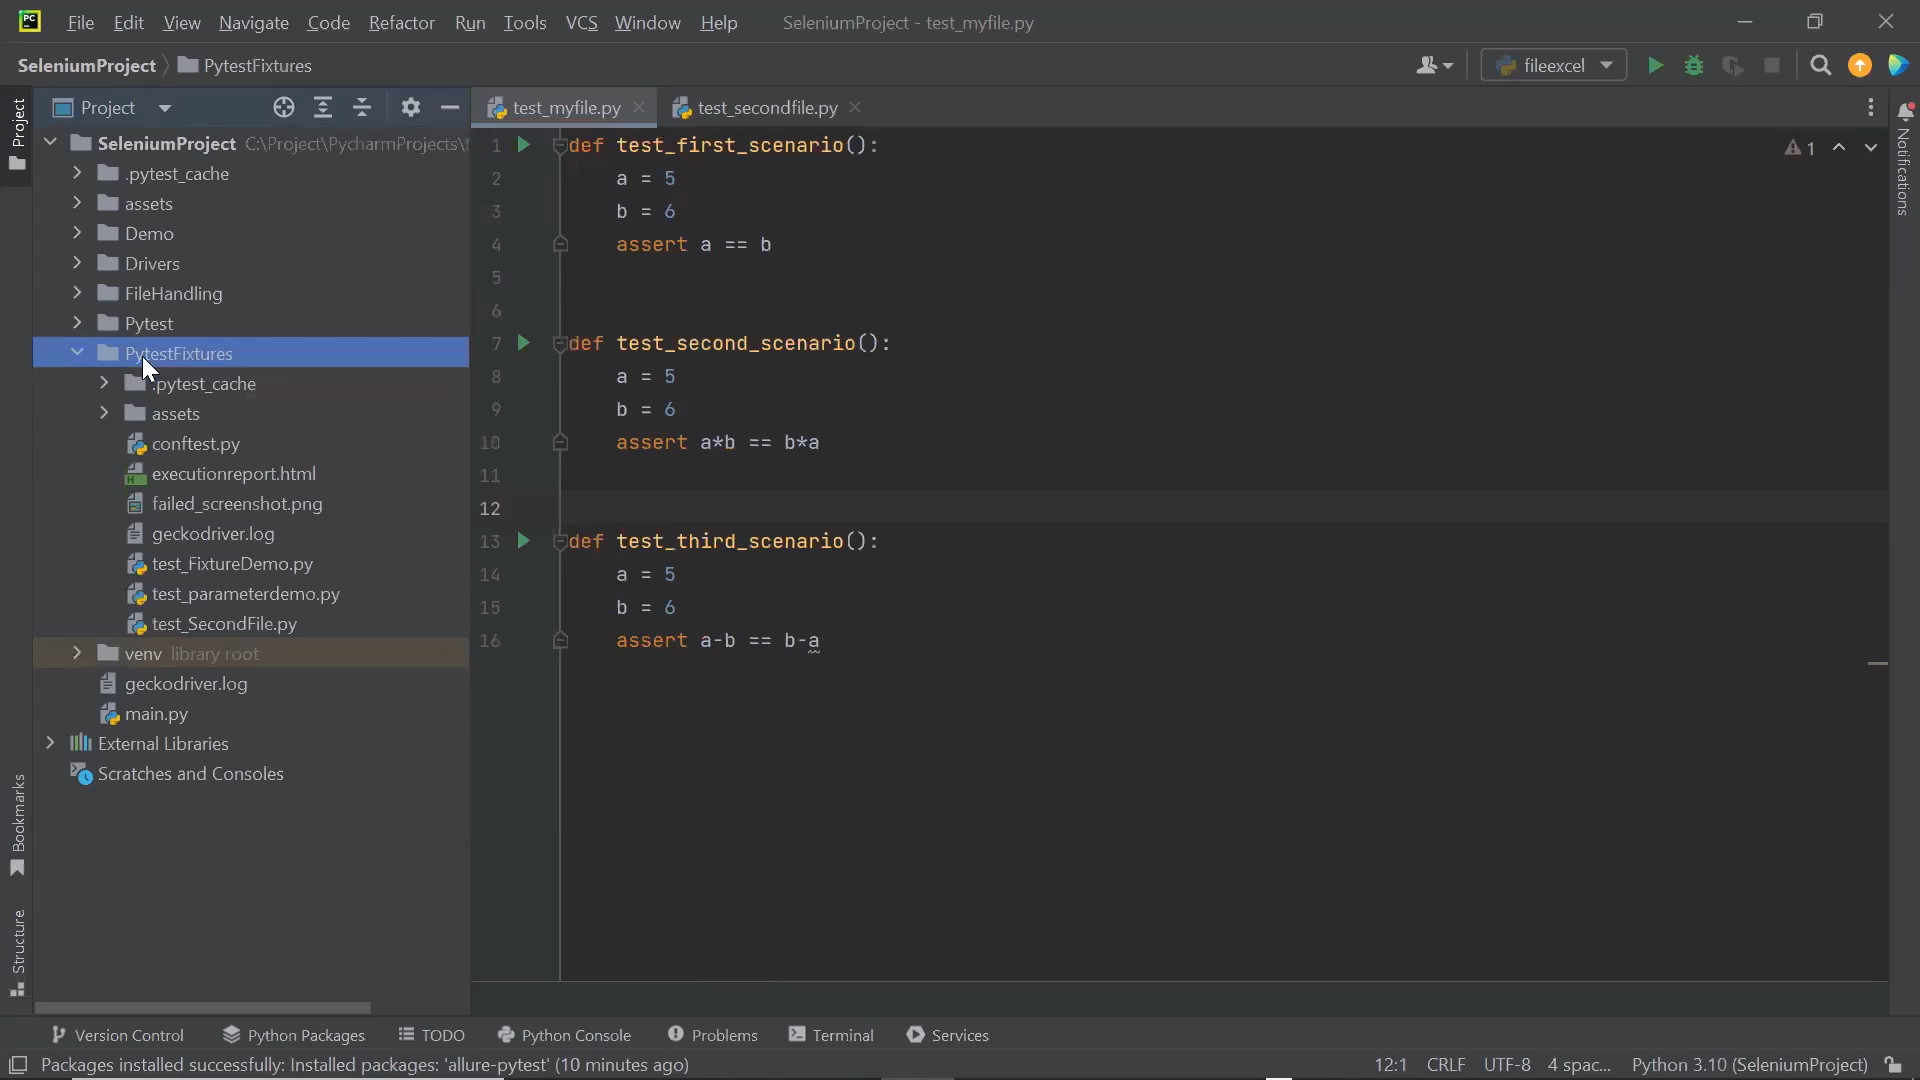 PC File Edit View Navigate Code Refactor Run Tools VCS Window Help SeleniumProject - test_myfile.py
SeleniumProject PytestFixtures fileexcel
Project
Project
test_myfile.py
test_secondfile.py
SeleniumProject C:\Project\PycharmProjects\
.pytest_cache
assets
Demo
Drivers
FileHandling
Pytest
PytestFixtures
.pytest_cache
assets
conftest.py
executionreport.html
failed_screenshot.png
geckodriver.log
test_FixtureDemo.py
test_parameterdemo.py
test_SecondFile.py
venv library root
geckodriver.log
main.py
External Libraries
Scratches and Consoles
Bookmarks
Structure
1 def test_first_scenario():
2 a = 5
3 b = 6
4 assert a == b
5
6
7 def test_second_scenario():
8 a = 5
9 b = 6
10 assert a*b == b*a
11
12
13 def test_third_scenario():
14 a = 5
15 b = 6
16 assert a-b == b-a
1
Notifications
Version Control Python Packages TODO Python Console Problems Terminal Services
Packages installed successfully: Installed packages: 'allure-pytest' (10 minutes ago) 12:1 CRLF UTF-8 4 spac... Python 3.10 (SeleniumProject)